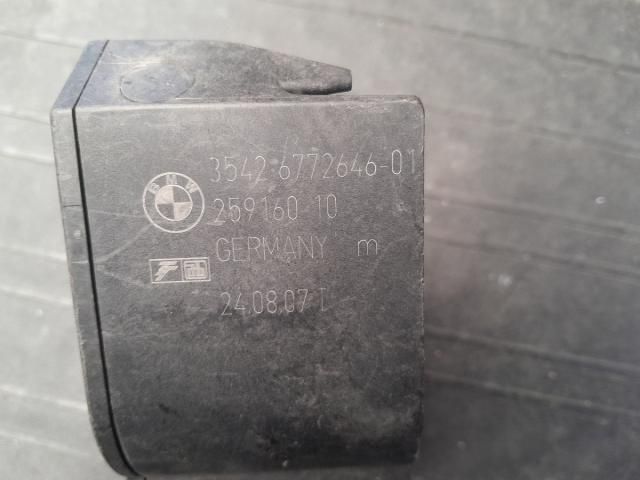 3542 6772646-01
BMW
259160 10
GERMANY m
24.08.07 I